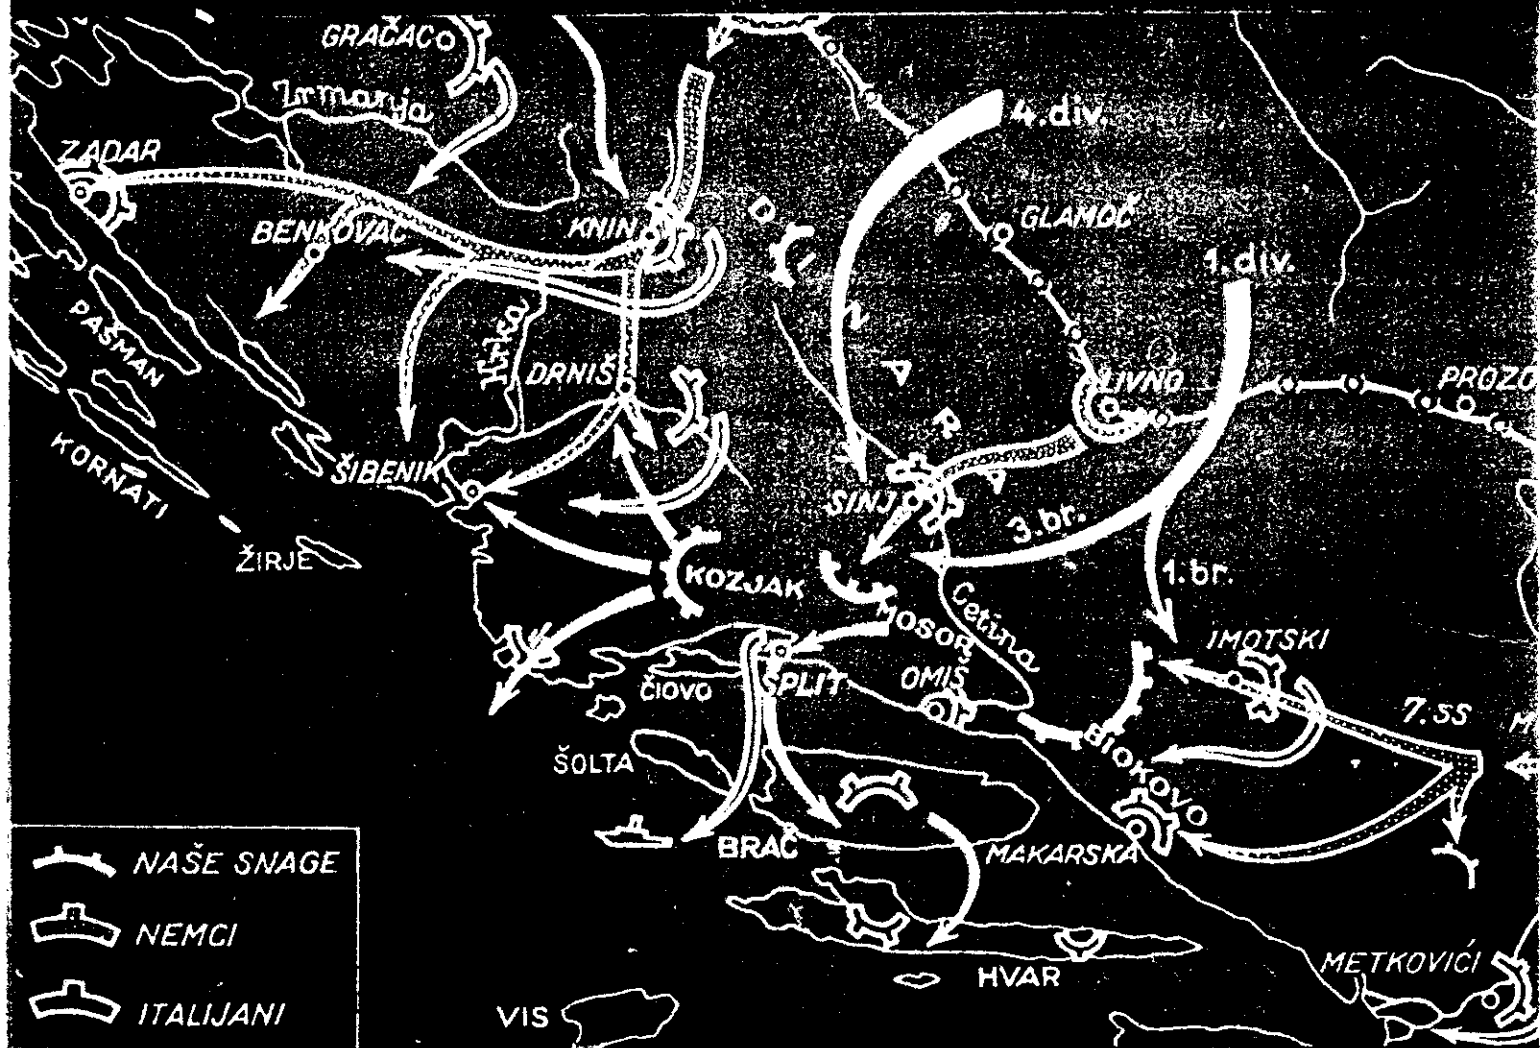 GRAČAC
Zrmanja
4. div.
ZADAR
GLAMOČ
KNIN
BENKOVAC
1. div.
DINARA
PAŠMAN
Krka
DRNIŠ
LIVNO
KORNATI
ŠIBENIK
SINJ
3. br.
ŽIRJE
KOZJAK
1. br.
Cetina
MOSOR
IMOTSKI
ČIOVO
SPLIT
OMIŠ
7. SS
BIOKOVO
ŠOLTA
BRAČ
MAKARSKA
NAŠE SNAGE
NEMCI
ITALIJANI
HVAR
METKOVIĆI
VIS